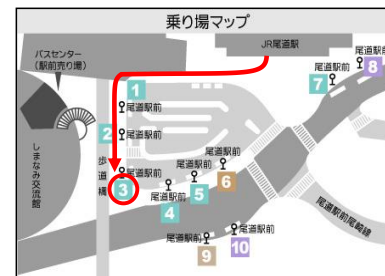 乗り場マップ
バスセンター
(駅前売り場)
JR尾道駅
尾道駅前
8
7
尾道駅前
1
尾道駅前
2
尾道駅前
しまなみ交流館
歩道橋
尾道駅前
3
尾道駅前
4
尾道駅前
5
尾道駅前
6
尾道駅前尾崎線
尾道駅前
9
尾道駅前
10